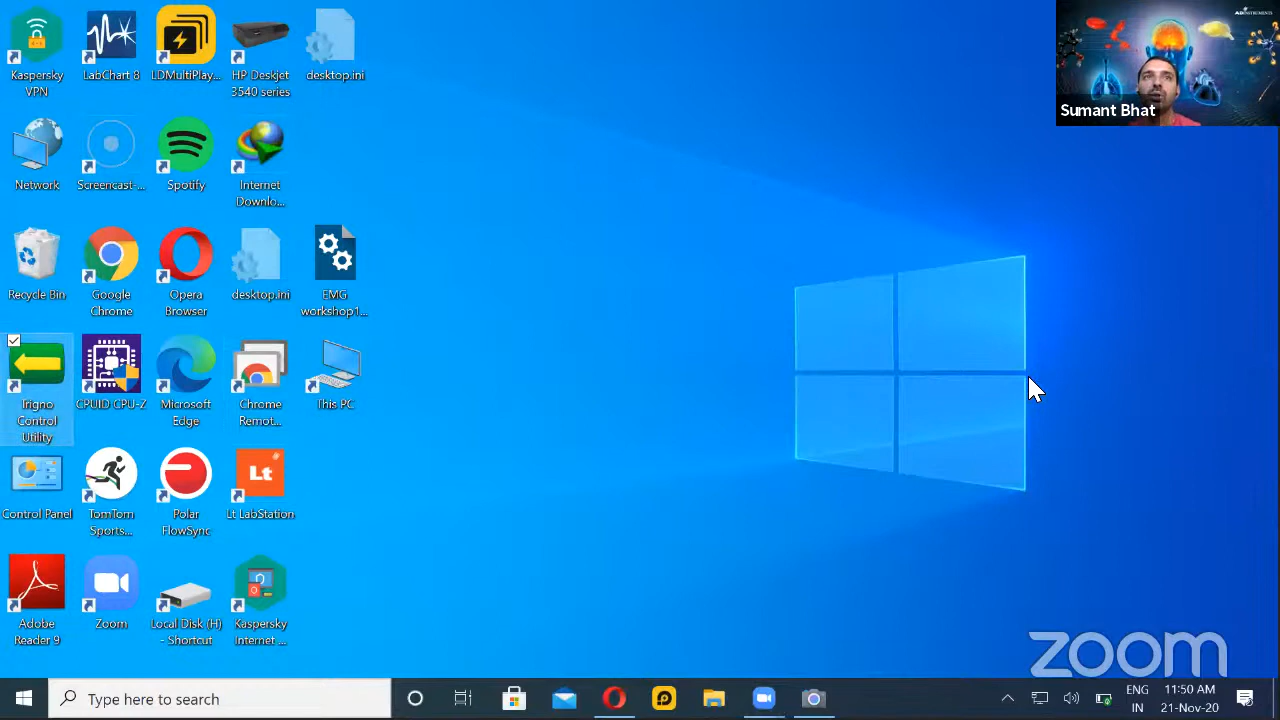 ADINSTRUMENTS
Sumant Bhat
Kaspersky
VPN
LabChart 8
LDMultiPlay...
HP Deskjet
3540 series
desktop.ini
Network
Screencast-...
Spotify
Internet
Downlo...
Recycle Bin
Google
Chrome
Opera
Browser
desktop.ini
EMG
workshop1...
Trigno
Control
Utility
CPUID CPU-Z
Microsoft
Edge
Chrome
Remot...
This PC
Control Panel
TomTom
Sports...
Polar
FlowSync
Lt
Lt LabStation
Adobe
Reader 9
Zoom
Local Disk (H)
- Shortcut
Kaspersky
Internet ...
zoom
Type here to search
ENG
IN
11:50 AM
21-Nov-20